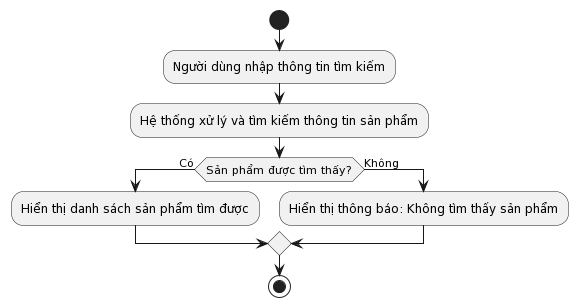 Người dùng nhập thông tin tìm kiếm
Hệ thống xử lý và tìm kiếm thông tin sản phẩm
Có
Sản phẩm được tìm thấy?
Không
Hiển thị danh sách sản phẩm tìm được
Hiển thị thông báo: Không tìm thấy sản phẩm